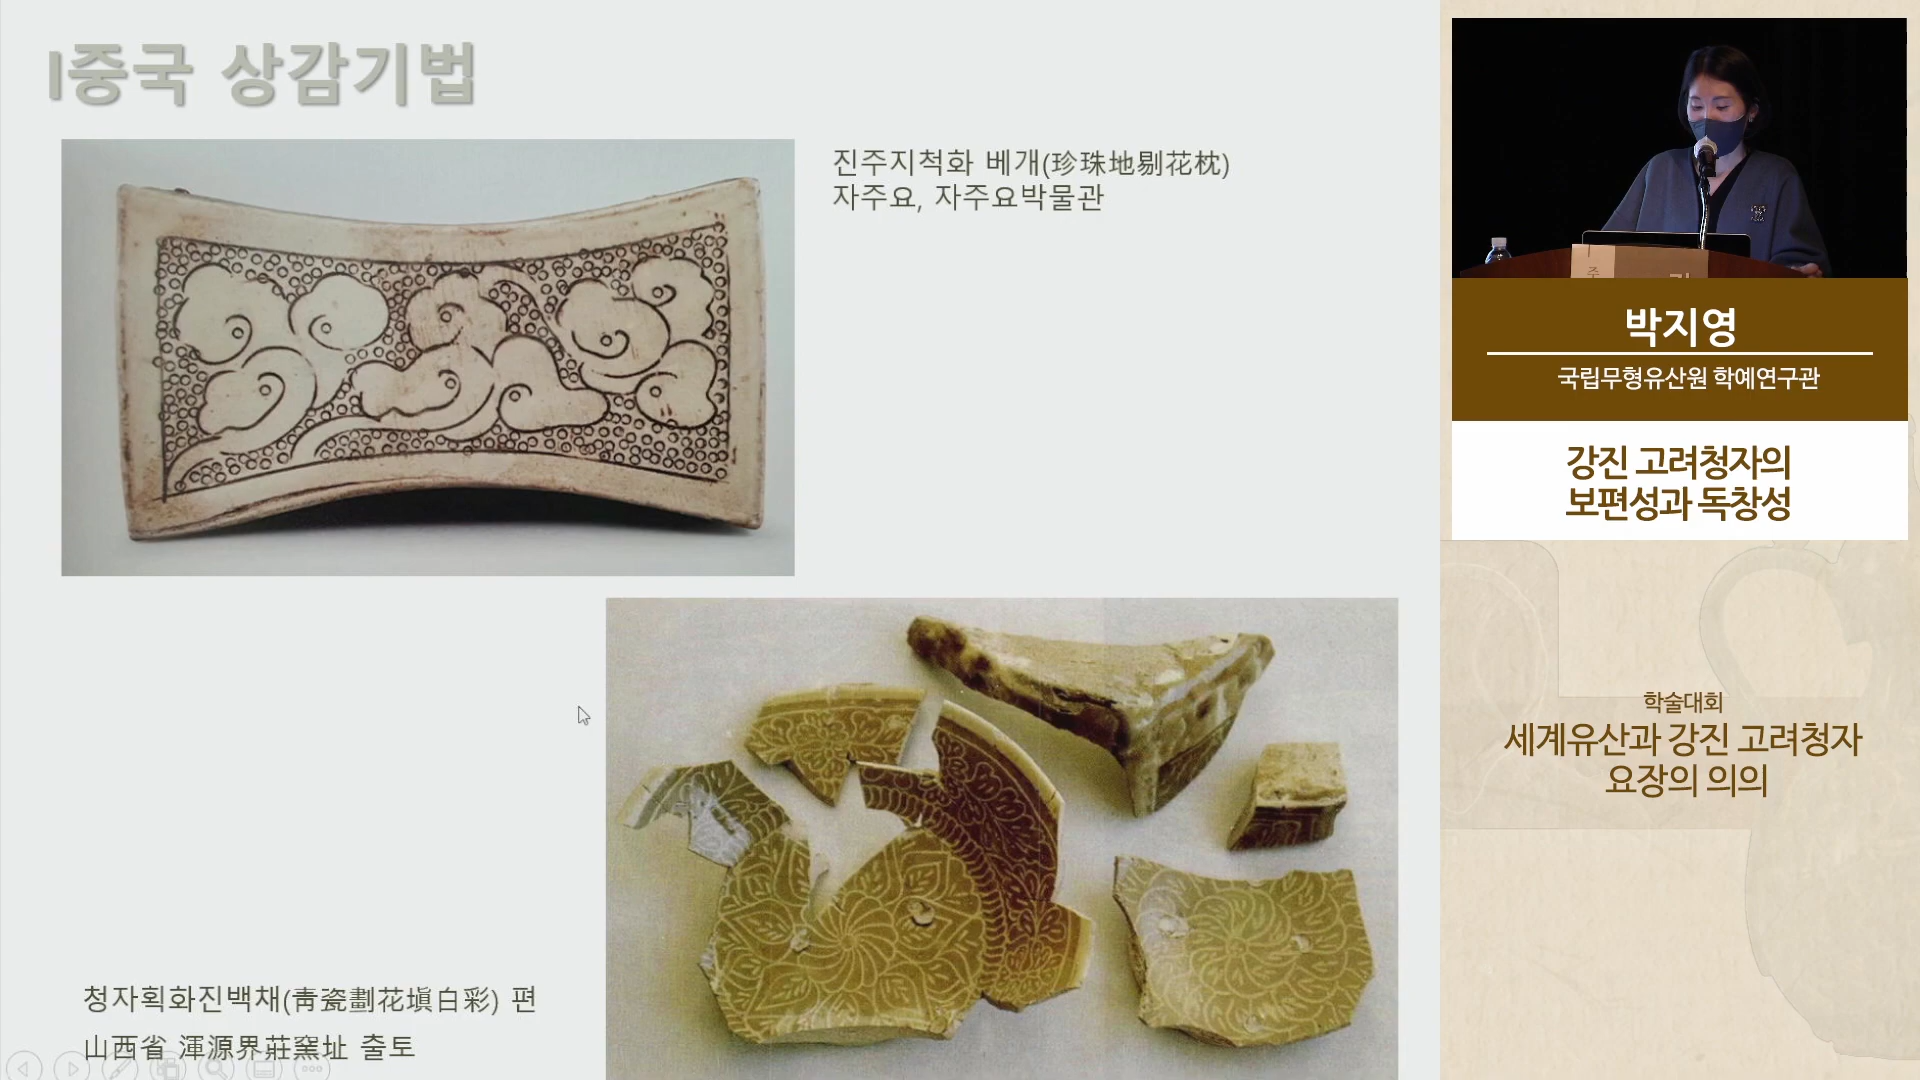 중국 상감기법
진주지척화 베개(珍珠地剔花枕)
자주요, 자주요박물관
청자획화진백채(靑瓷劃花塡白彩) 편
山西省 渾源界莊窯址 출토
박지영
국립무형유산원 학예연구관
강진 고려청자의
보편성과 독창성
학술대회
세계유산과 강진 고려청자
요장의 의의